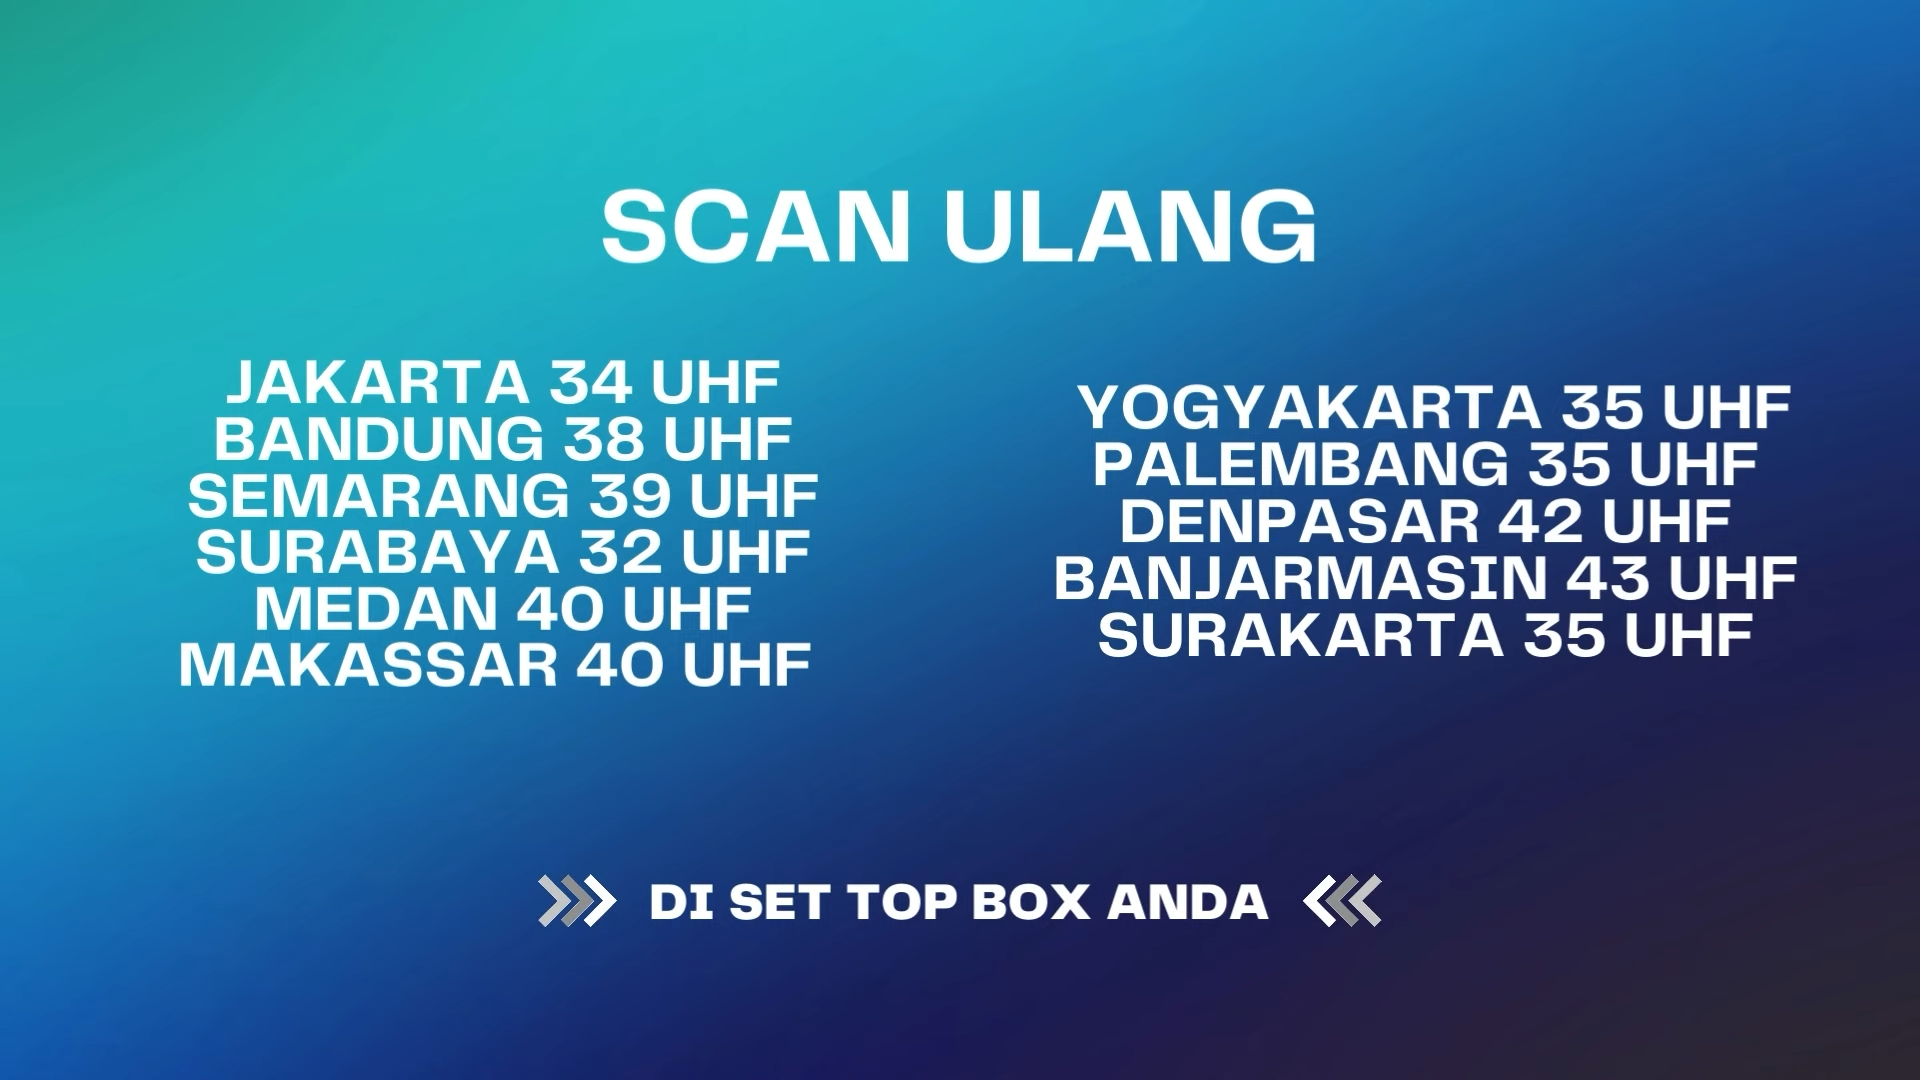 SCAN ULANG
JAKARTA 34 UHF
BANDUNG 38 UHF
SEMARANG 39 UHF
SURABAYA 32 UHF
MEDAN 40 UHF
MAKASSAR 40 UHF
YOGYAKARTA 35 UHF
PALEMBANG 35 UHF
DENPASAR 42 UHF
BANJARMASIN 43 UHF
SURAKARTA 35 UHF
DI SET TOP BOX ANDA